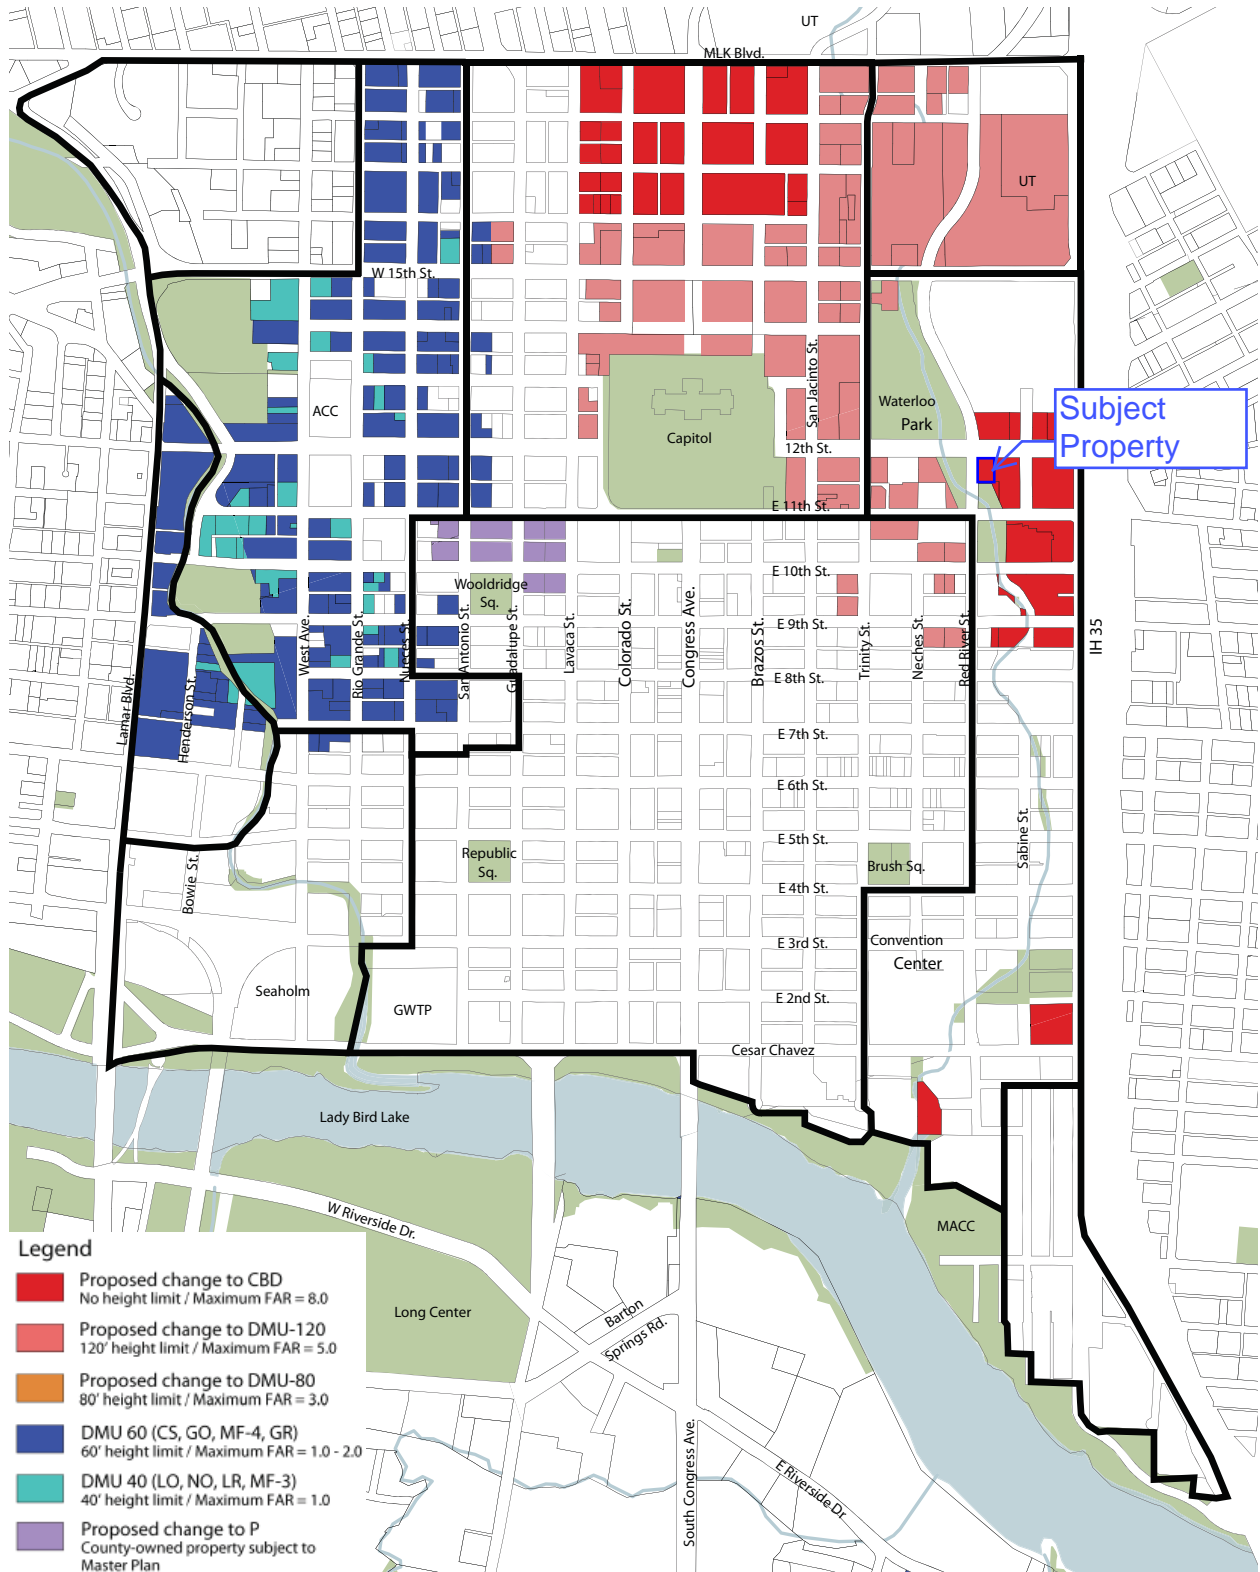 UT
MLK Blvd.
UT
W 15th St.
San Jacinto St.
Waterloo
Park
Subject
Property
ACC
Capitol
12th St.
E 11th St.
Wooldridge
Sq.
E 10th St.
E 9th St.
West Ave.
Rio Grande St.
Nueces St.
San Antonio St.
Guadalupe St.
Lavaca St.
Colorado St.
Congress Ave.
Brazos St.
Trinity St.
Neches St.
Red River St.
IH 35
E 8th St.
Lamar Blvd.
Henderson St.
E 7th St.
E 6th St.
E 5th St.
Sabine St.
Republic
Sq.
Brush Sq.
Bowie St.
E 4th St.
E 3rd St.
Convention
Center
Seaholm
GWTP
E 2nd St.
Cesar Chavez
Lady Bird Lake
W Riverside Dr.
MACC
Long Center
Barton
Springs Rd.
South Congress Ave.
E Riverside Dr.
Legend
Proposed change to CBD
No height limit / Maximum FAR = 8.0
Proposed change to DMU-120
120' height limit / Maximum FAR = 5.0
Proposed change to DMU-80
80' height limit / Maximum FAR = 3.0
DMU 60 (CS, GO, MF-4, GR)
60' height limit / Maximum FAR = 1.0 - 2.0
DMU 40 (LO, NO, LR, MF-3)
40' height limit / Maximum FAR = 1.0
Proposed change to P
County-owned property subject to
Master Plan